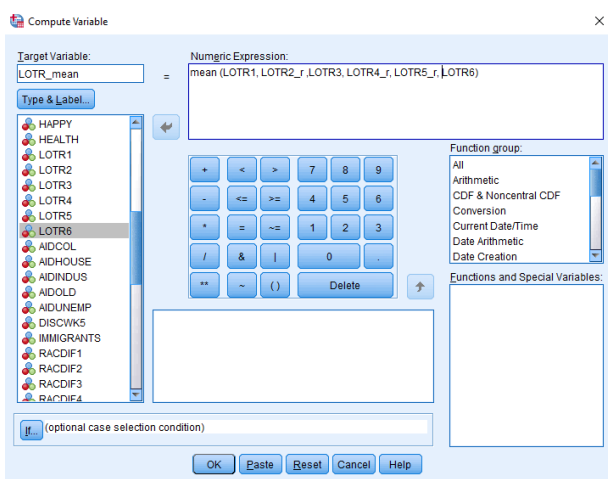 Compute Variable
Target Variable:
LOTR_mean
=
Numeric Expression:
mean (LOTR1, LOTR2_r ,LOTR3, LOTR4_r, LOTR5_r, LOTR6)
Type & Label...
HAPPY
HEALTH
LOTR1
LOTR2
LOTR3
LOTR4
LOTR5
LOTR6
AIDCOL
AIDHOUSE
AIDINDUS
AIDOLD
AIDUNEMP
DISCWK5
IMMIGRANTS
RACDIF1
RACDIF2
RACDIF3
RACDIF4
+ < > 7 8 9
- <= >= 4 5 6
* = ~= 1 2 3
/ & | 0 .
** ~ ( ) Delete
Function group:
All
Arithmetic
CDF & Noncentral CDF
Conversion
Current Date/Time
Date Arithmetic
Date Creation
Functions and Special Variables:
If... (optional case selection condition)
OK Paste Reset Cancel Help